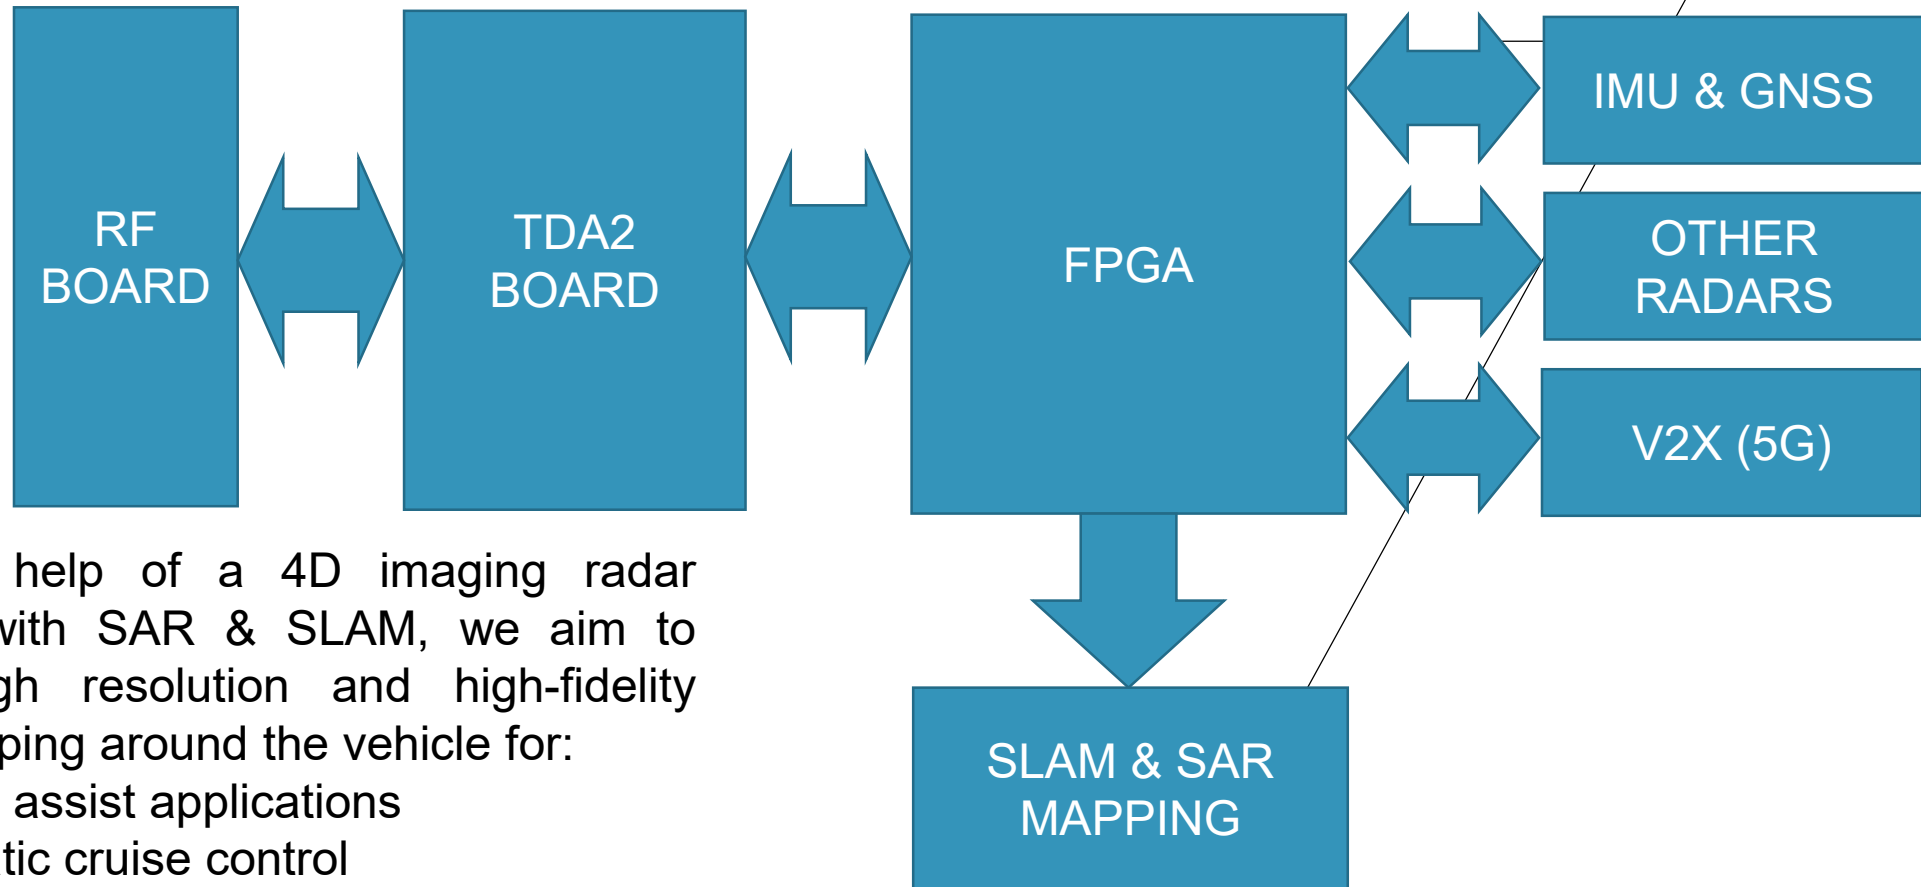 RF
BOARD
TDA2
BOARD
FPGA
IMU & GNSS
OTHER
RADARS
V2X (5G)
SLAM & SAR
MAPPING
help of a 4D imaging radar
with SAR & SLAM, we aim to
resolution and high-fidelity
around the vehicle for:
assist applications
cruise control